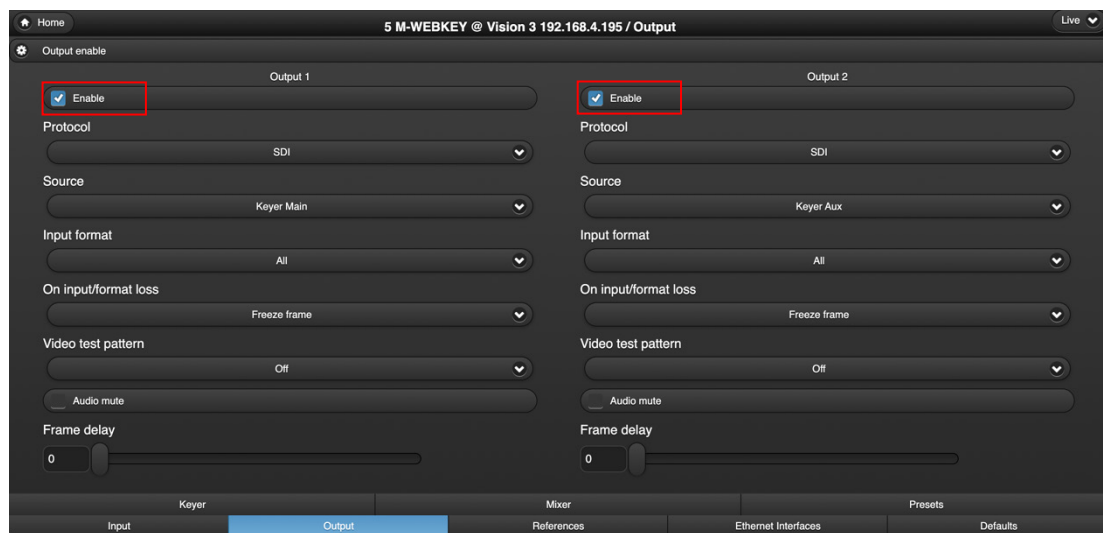 Home
5 M-WEBKEY @ Vision 3 192.168.4.195 / Output
Live
Output enable
Output 1
Enable
Protocol
SDI
Source
Keyer Main
Input format
All
On input/format loss
Freeze frame
Video test pattern
Off
Audio mute
Frame delay
0
Output 2
Enable
Protocol
SDI
Source
Keyer Aux
Input format
All
On input/format loss
Freeze frame
Video test pattern
Off
Audio mute
Frame delay
0
Keyer Mixer Presets
Input Output References Ethernet Interfaces Defaults